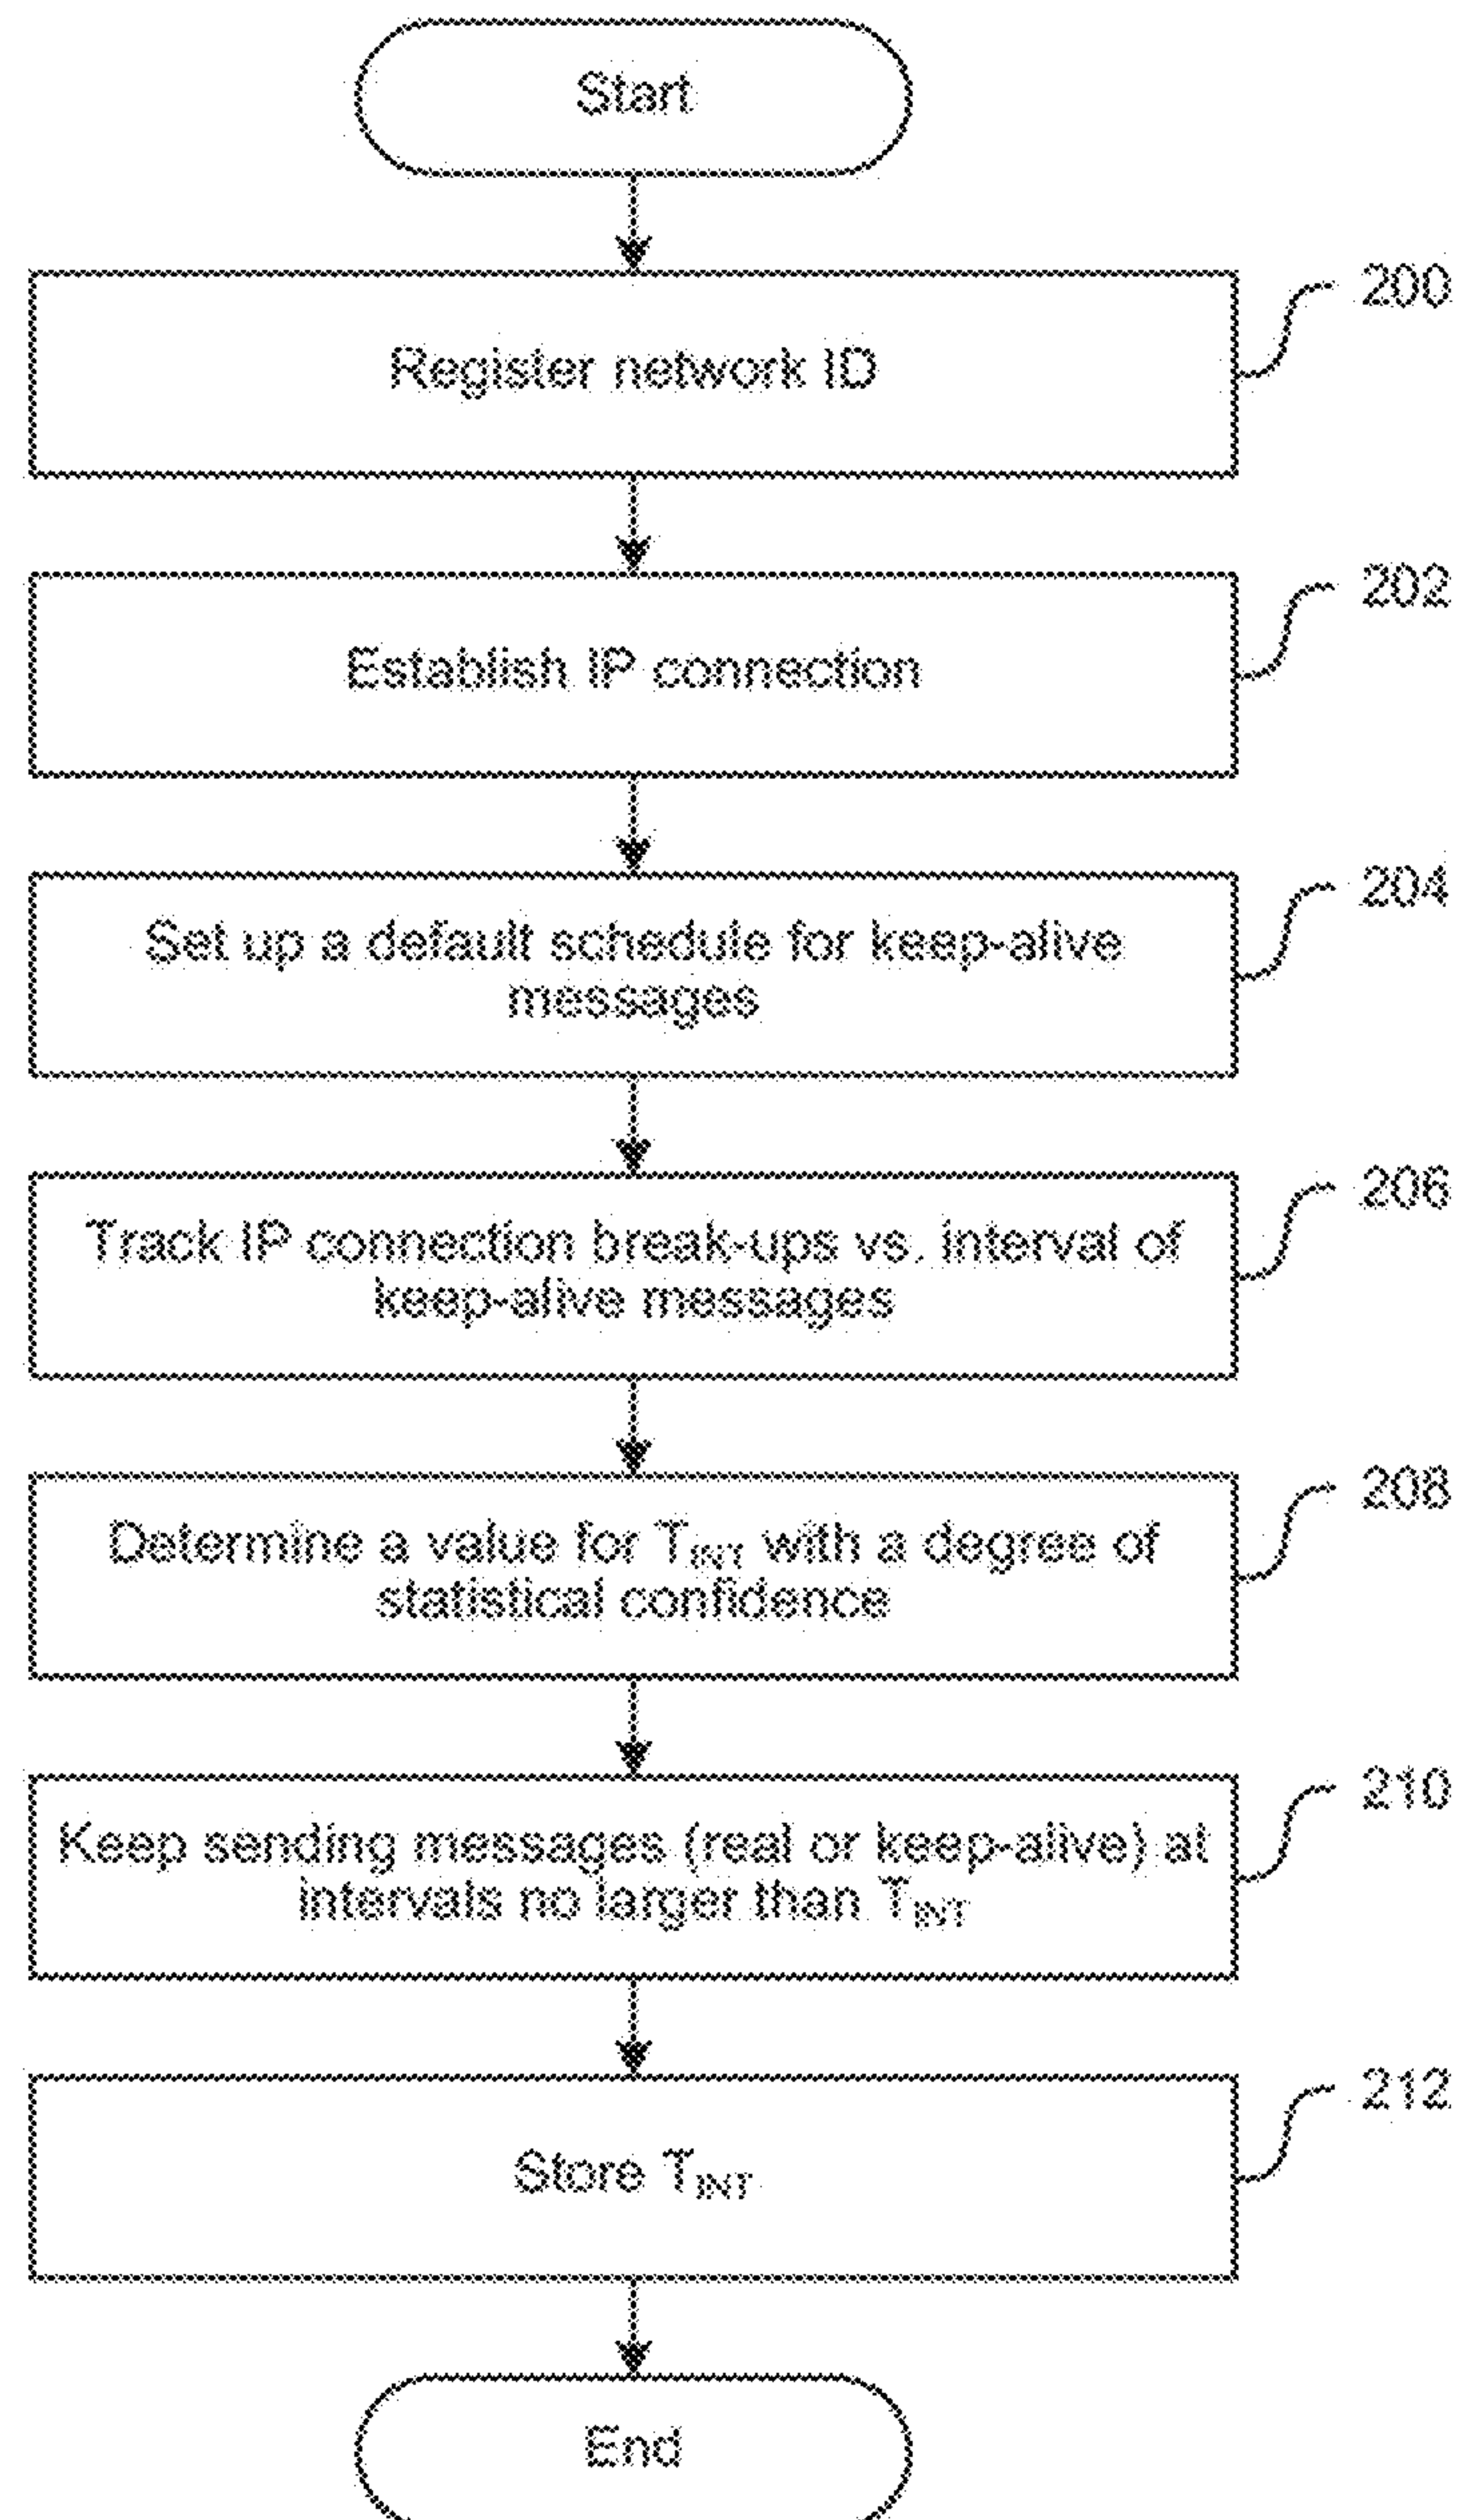 Start
200
Register network ID
202
Establish IP connection
204
Set up a default schedule for keep-alive
messages
206
Track IP connection break-ups vs. interval of
keep-alive messages
208
Determine a value for TINT with a degree of
statistical confidence
210
Keep sending messages (real or keep-alive) at
intervals no larger than TINT
212
Store TINT
End